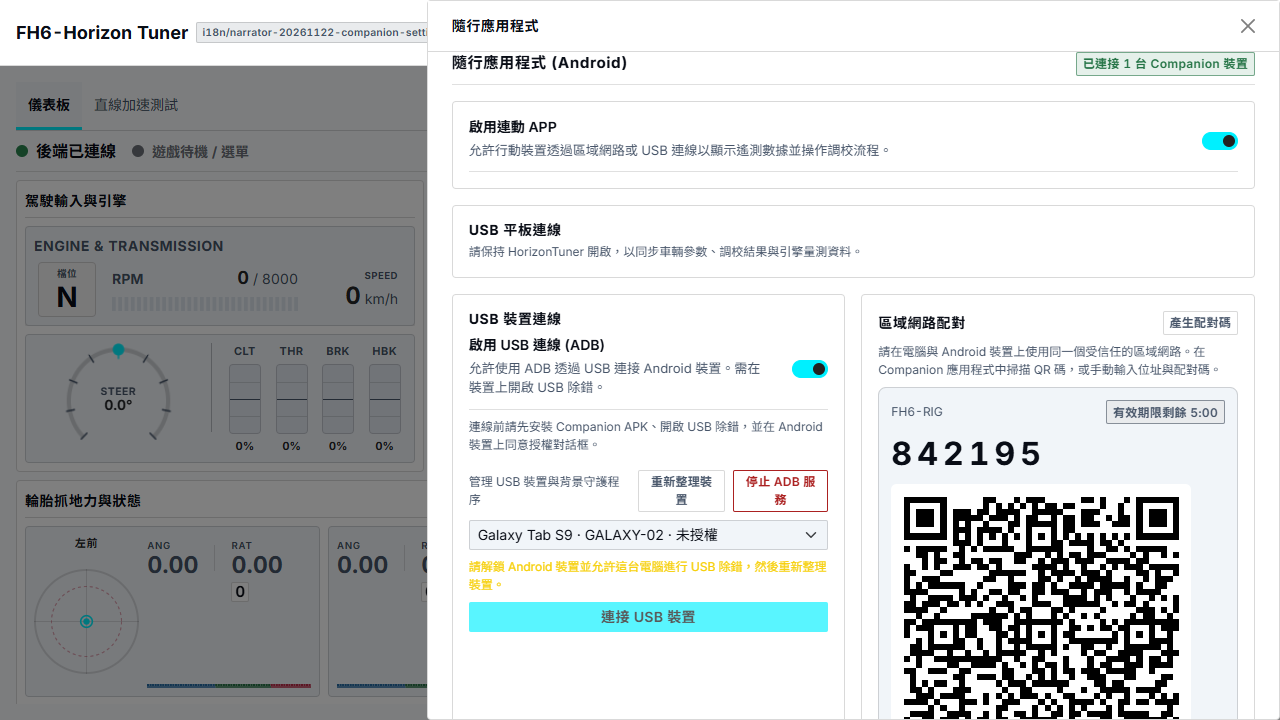 FH6-Horizon Tuner
i18n/narrator-20261122-companion-setti
儀表板
直線加速測試
後端已連線
遊戲待機 / 選單
駕駛輸入與引擎
ENGINE & TRANSMISSION
檔位
N
RPM
0 / 8000
SPEED
0 km/h
STEER
0.0°
CLT
THR
BRK
HBK
0%
0%
0%
0%
輪胎抓地力與狀態
左前
ANG
0.00
RAT
0.00
0
ANG
0.00
隨行應用程式
隨行應用程式 (Android)
已連接 1 台 Companion 裝置
啟用連動 APP
允許行動裝置透過區域網路或 USB 連線以顯示遙測數據並操作調校流程。
USB 平板連線
請保持 HorizonTuner 開啟，以同步車輛參數、調校結果與引擎量測資料。
USB 裝置連線
啟用 USB 連線 (ADB)
允許使用 ADB 透過 USB 連接 Android 裝置。需在
裝置上開啟 USB 除錯。
連線前請先安裝 Companion APK、開啟 USB 除錯，並在 Android
裝置上同意授權對話框。
管理 USB 裝置與背景守護程
序
重新整理裝
置
停止 ADB 服
務
Galaxy Tab S9 · GALAXY-02 · 未授權
請解鎖 Android 裝置並允許這台電腦進行 USB 除錯，然後重新整理
裝置。
連接 USB 裝置
區域網路配對
產生配對碼
請在電腦與 Android 裝置上使用同一個受信任的區域網路。在
Companion 應用程式中掃描 QR 碼，或手動輸入位址與配對碼。
FH6-RIG
有效期限剩餘 5:00
842195